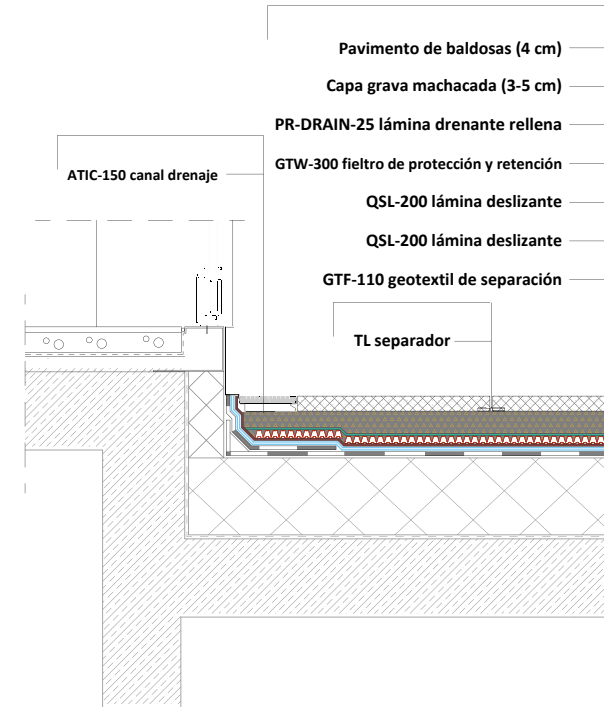 Pavimento de baldosas (4 cm)
Capa grava machacada (3-5 cm)
PR-DRAIN-25 lámina drenante rellena
GTW-300 fieltro de protección y retención
ATIC-150 canal drenaje
QSL-200 lámina deslizante
QSL-200 lámina deslizante
GTF-110 geotextil de separación
TL separador